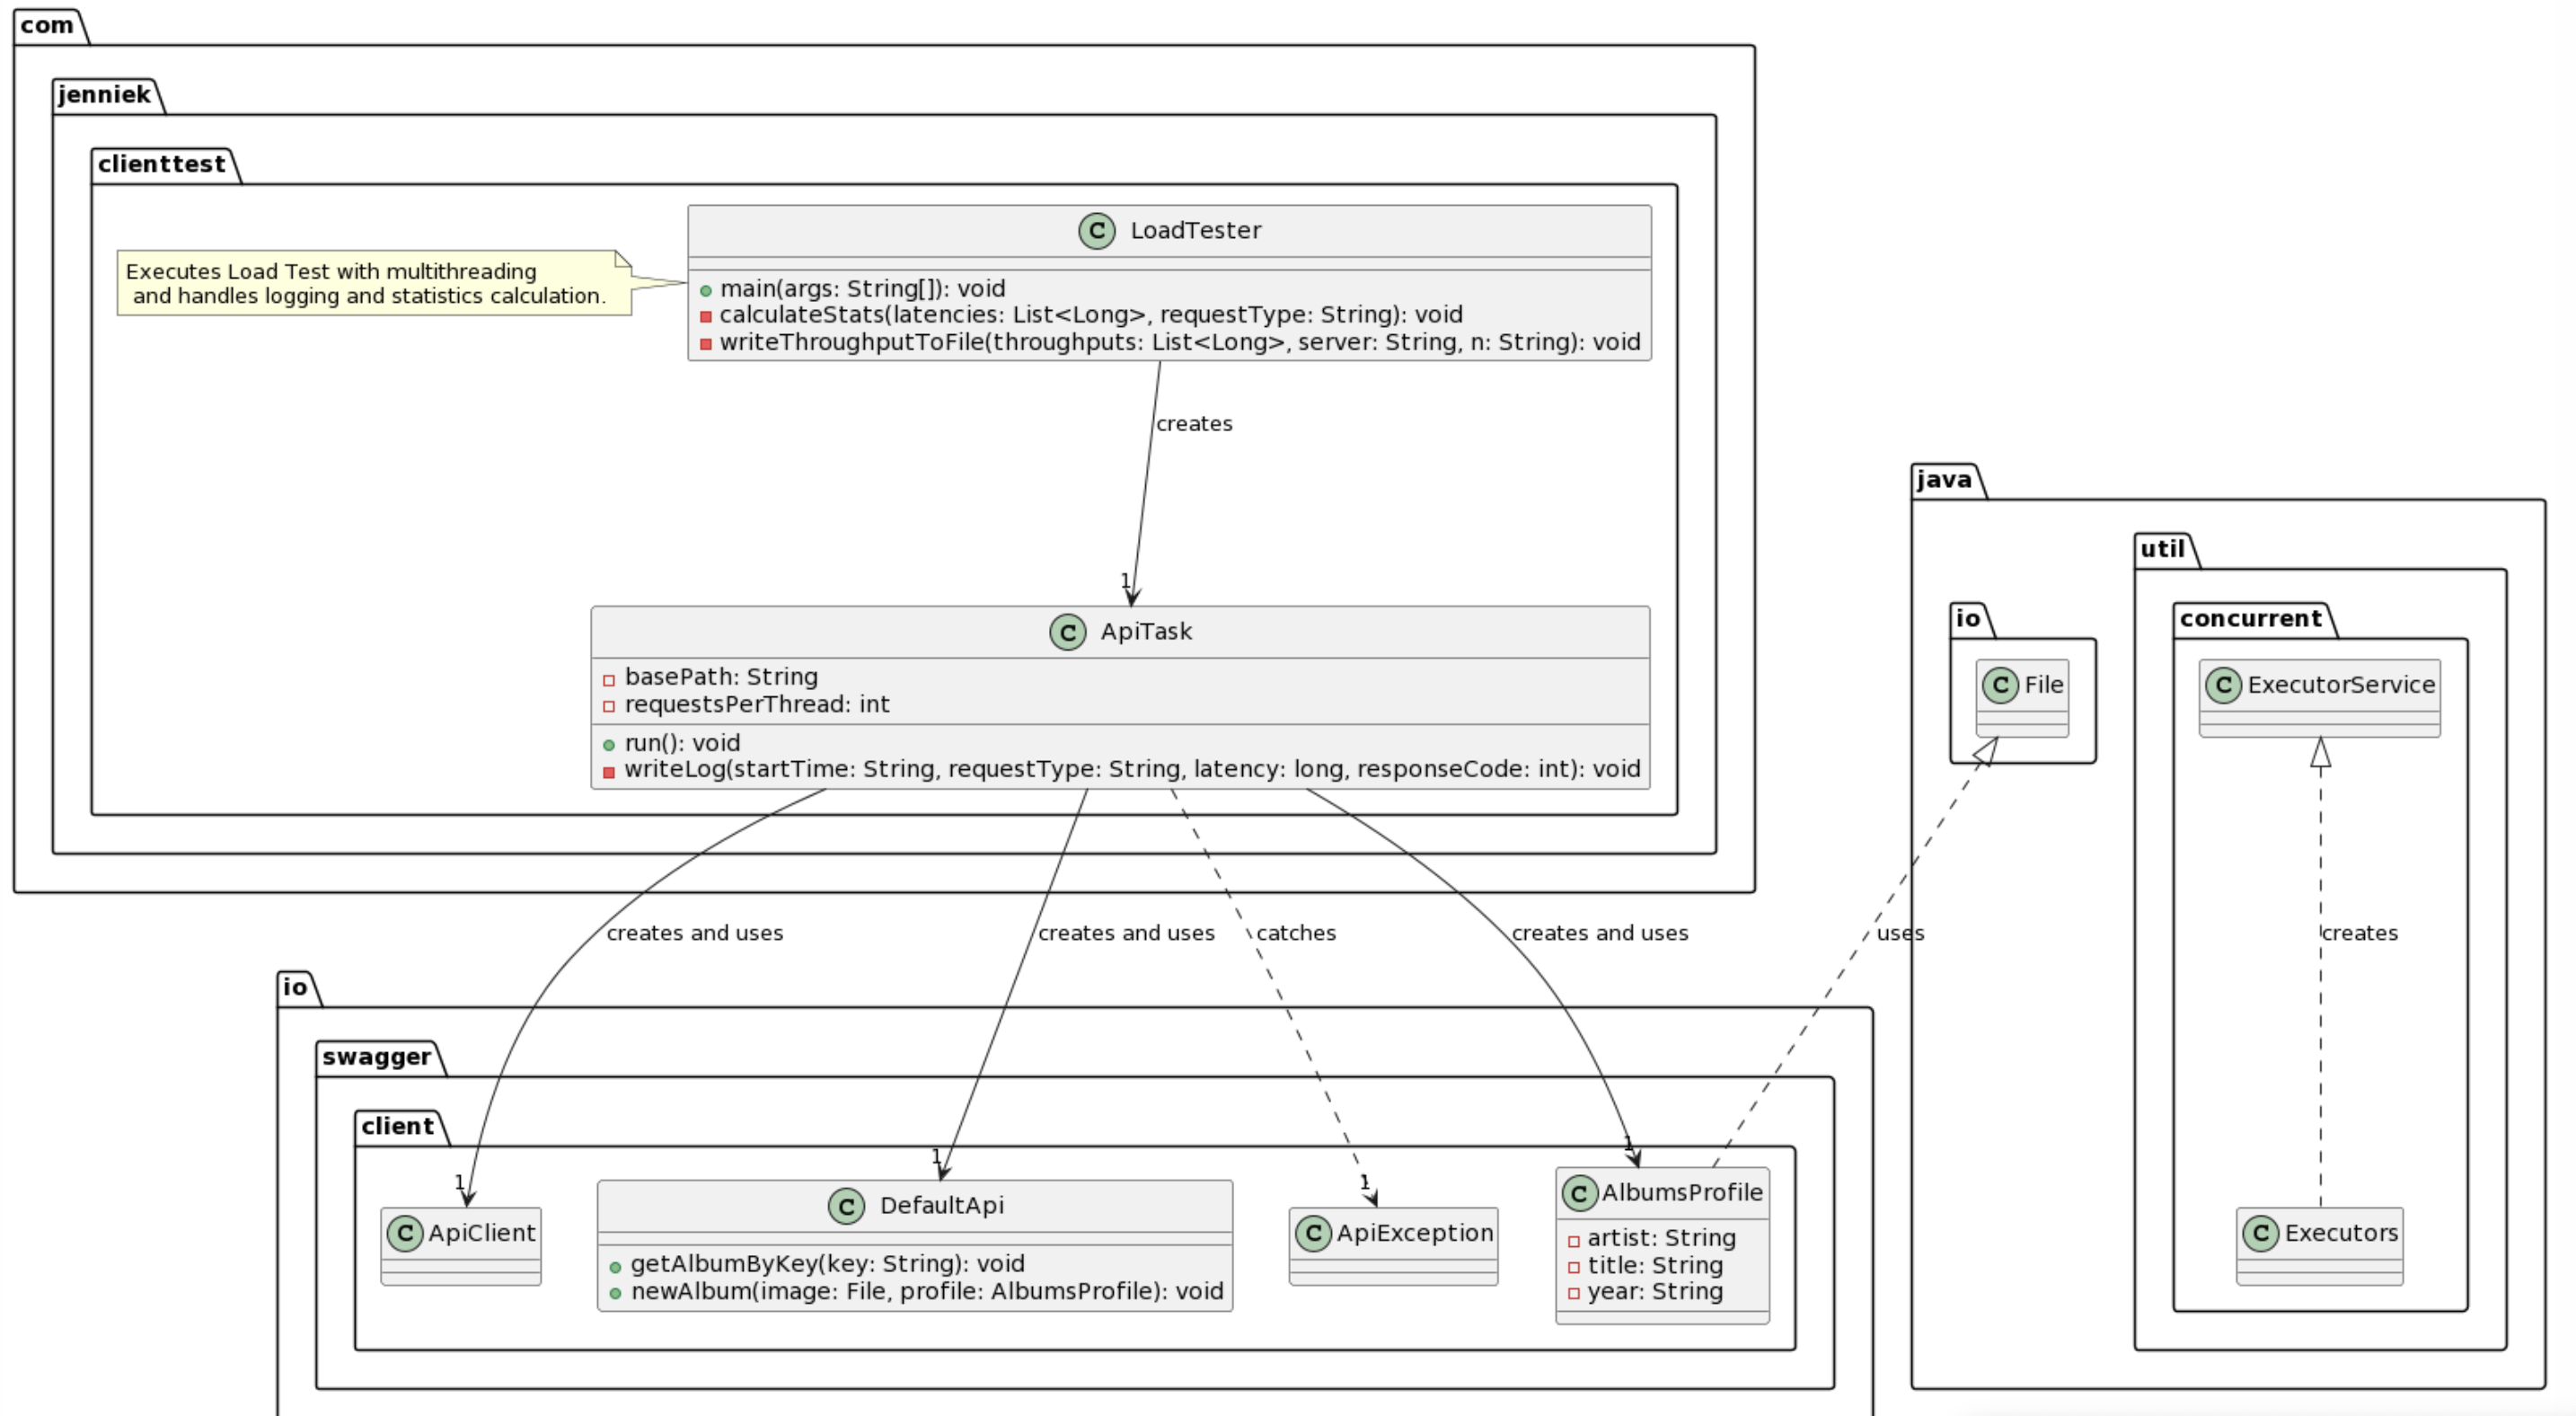 com
jenniek
clienttest
C LoadTester
Executes Load Test with multithreading
and handles logging and statistics calculation.
main(args: String[]): void
calculateStats(latencies: List<Long>, requestType: String): void
writeThroughputToFile(throughputs: List<Long>, server: String, n: String): void
creates
1
C ApiTask
basePath: String
requestsPerThread: int
run(): void
writeLog(startTime: String, requestType: String, latency: long, responseCode: int): void
java
util
io
concurrent
C File
C ExecutorService
creates and uses
creates and uses
catches
creates and uses
uses
creates
io
swagger
client
1
1
1
1
C ApiClient
C DefaultApi
getAlbumByKey(key: String): void
newAlbum(image: File, profile: AlbumsProfile): void
C ApiException
C AlbumsProfile
artist: String
title: String
year: String
C Executors